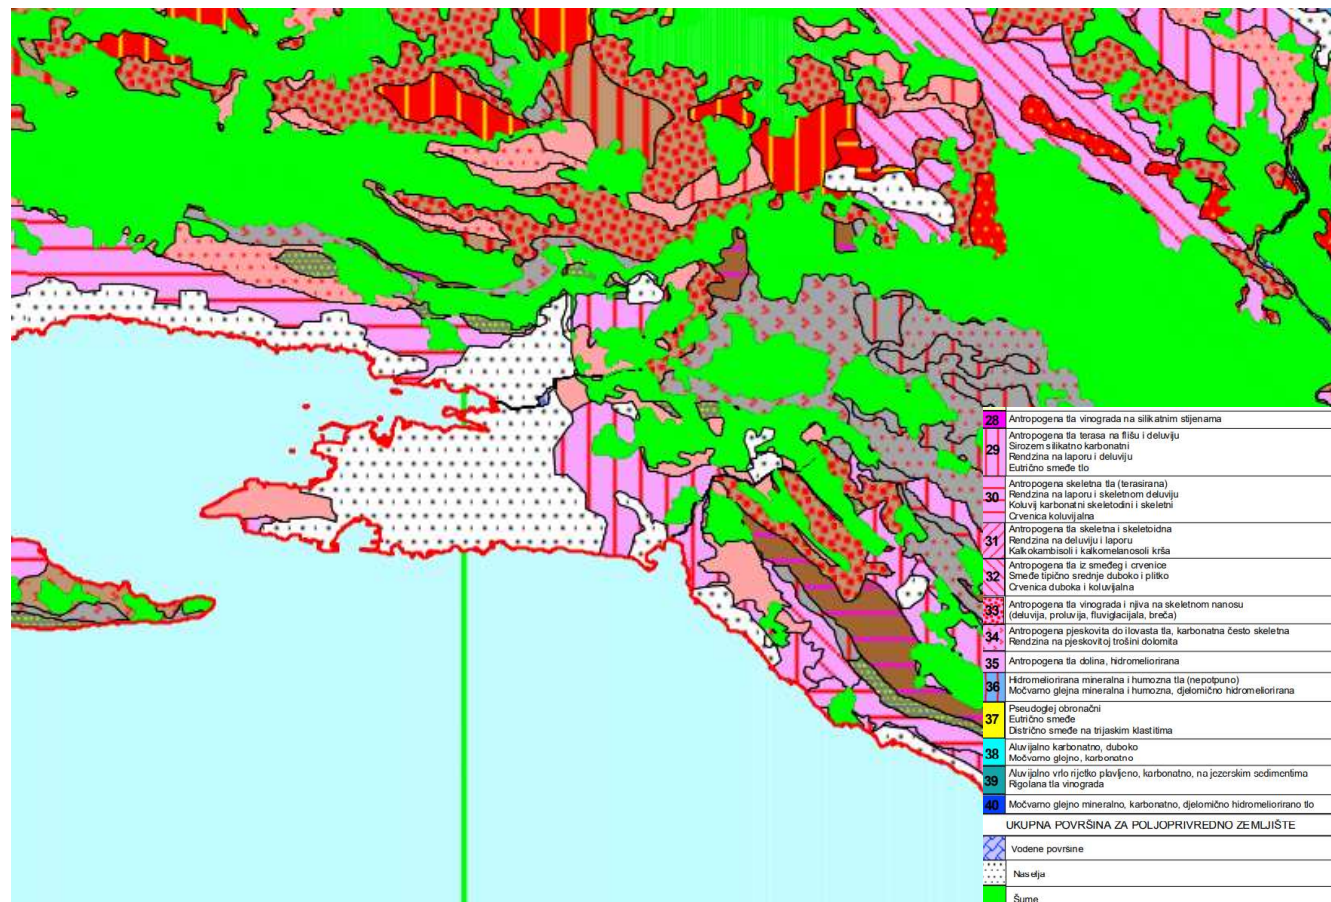 28 Antropogena tla vinograda na silikatnim stijenama
29 Antropogena tla terasa na flišu i deluviju
Sirozem silikatno karbonatni
Rendzina na laporu i deluviju
Eutrično smeđe tlo
30 Antropogena skeletna tla (terasirana)
Rendzina na laporu i skeletnom deluviju
Koluvij karbonatni skeletodini i skeletni
Crvenica koluvijalna
31 Antropogena tla skeletna i skeletoidna
Rendzina na deluviju i laporu
Kalkokambisoli i kalkomelanosoli krša
32 Antropogena tla iz smeđeg i crvenice
Smeđe tipično srednje duboko i plitko
Crvenica duboka i koluvijalna
33 Antropogena tla vinograda i njiva na skeletnom nanosu
(deluvija, proluvija, fluviglacijala, breča)
34 Antropogena pjeskovita do ilovasta tla, karbonatna često skeletna
Rendzina na pjeskovitoj trošini dolomita
35 Antropogena tla dolina, hidromeliorirana
36 Hidromeliorirana mineralna i humozna tla (nepotpuno)
Močvarno glejna mineralna i humozna, djelomično hidromeliorirana
37 Pseudoglej obronačni
Eutrično smeđe
Distrično smeđe na trijaskim klastitima
38 Aluvijalno karbonatno, duboko
Močvarno glejno, karbonatno
39 Aluvijalno vrlo rijetko plavljeno, karbonatno, na jezerskim sedimentima
Rigolana tla vinograda
40 Močvarno glejno mineralno, karbonatno, djelomično hidromeliorirano tlo
UKUPNA POVRŠINA ZA POLJOPRIVREDNO ZEMLJIŠTE
Vodene površine
Naselja
Šume